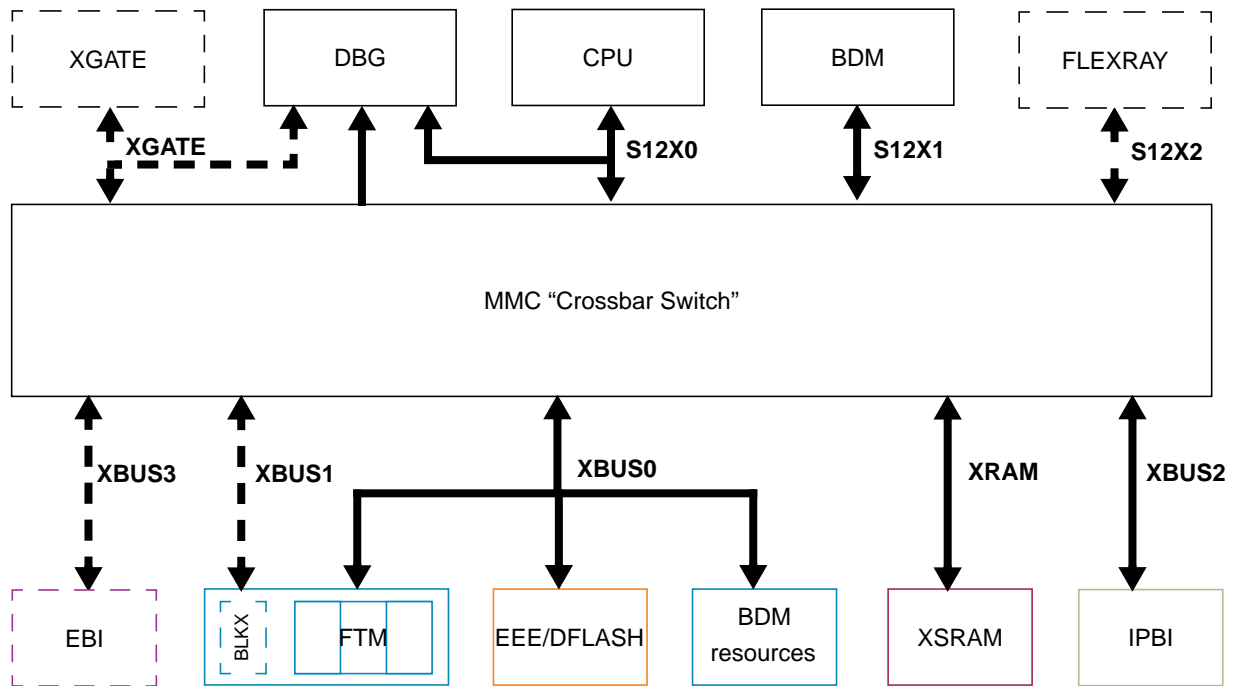 XGATE
DBG
CPU
BDM
FLEXRAY
XGATE
S12X0
S12X1
S12X2
MMC “Crossbar Switch”
XBUS3
XBUS1
XBUS0
XRAM
XBUS2
EBI
BLKX
FTM
EEE/DFLASH
BDM
resources
XSRAM
IPBI